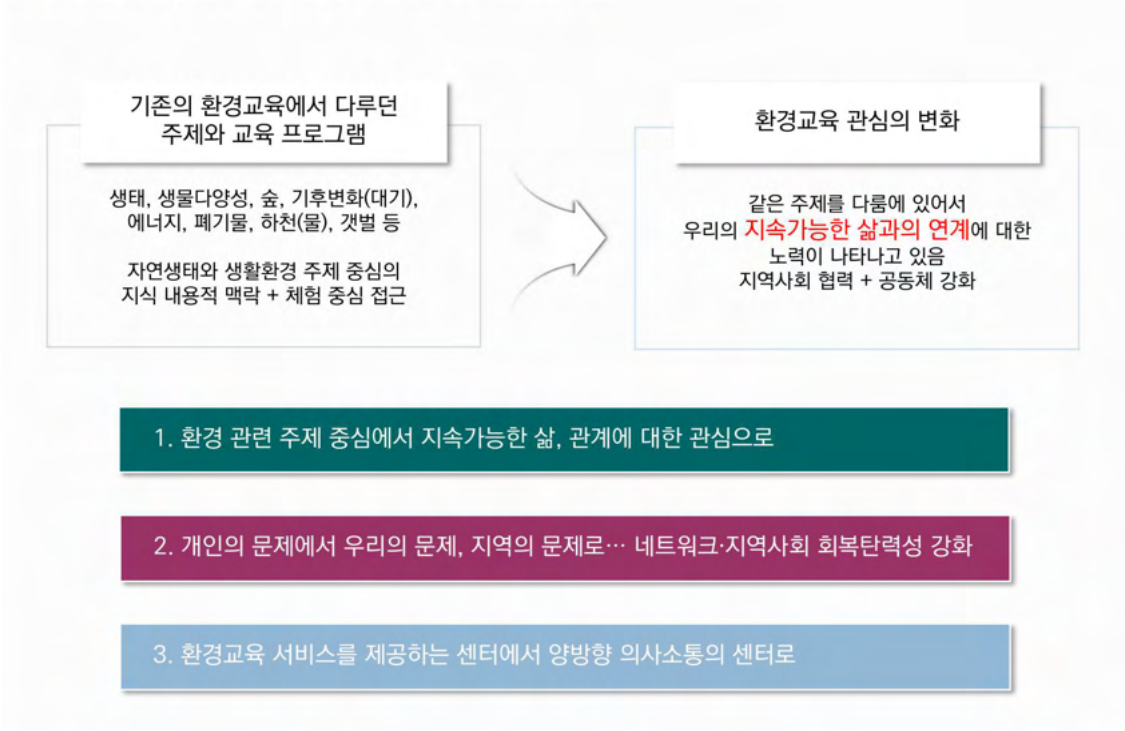 기존의 환경교육에서 다루던
주제와 교육 프로그램
생태, 생물다양성, 숲, 기후변화(대기),
에너지, 폐기물, 하천(물), 갯벌 등
자연생태와 생활환경 주제 중심의
지식 내용적 맥락 + 체험 중심 접근
환경교육 관심의 변화
같은 주제를 다룸에 있어서
우리의 지속가능한 삶과의 연계에 대한
노력이 나타나고 있음
지역사회 협력 + 공동체 강화
1. 환경 관련 주제 중심에서 지속가능한 삶, 관계에 대한 관심으로
2. 개인의 문제에서 우리의 문제, 지역의 문제로… 네트워크·지역사회 회복탄력성 강화
3. 환경교육 서비스를 제공하는 센터에서 양방향 의사소통의 센터로